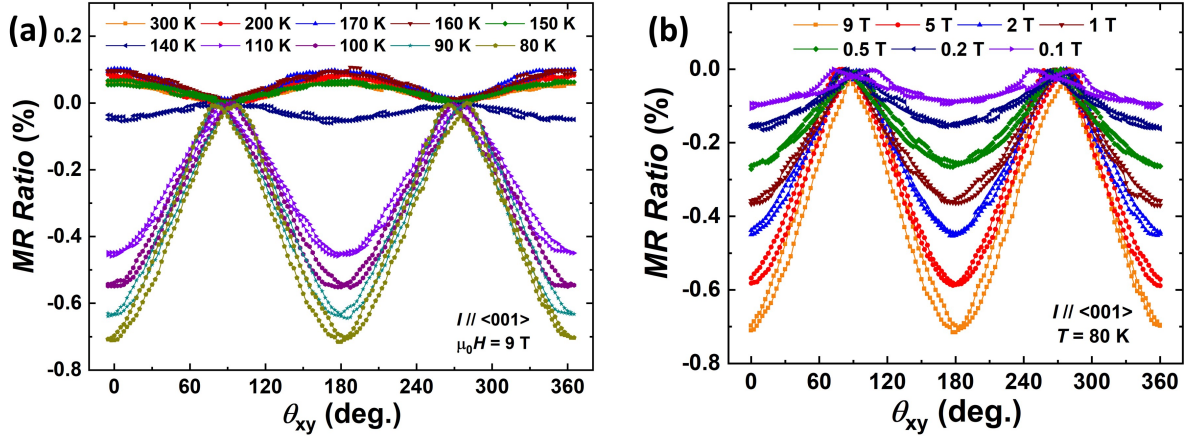 (a)
300 K 200 K 170 K 160 K 150 K
140 K 110 K 100 K 90 K 80 K
MR Ratio (%)
0.2
0.0
-0.2
-0.4
-0.6
-0.8
I // <001>
μ0H = 9 T
0 60 120 180 240 300 360
θxy (deg.)
(b)
9 T 5 T 2 T 1 T
0.5 T 0.2 T 0.1 T
MR Ratio (%)
0.0
-0.2
-0.4
-0.6
-0.8
I // <001>
T = 80 K
0 60 120 180 240 300 360
θxy (deg.)